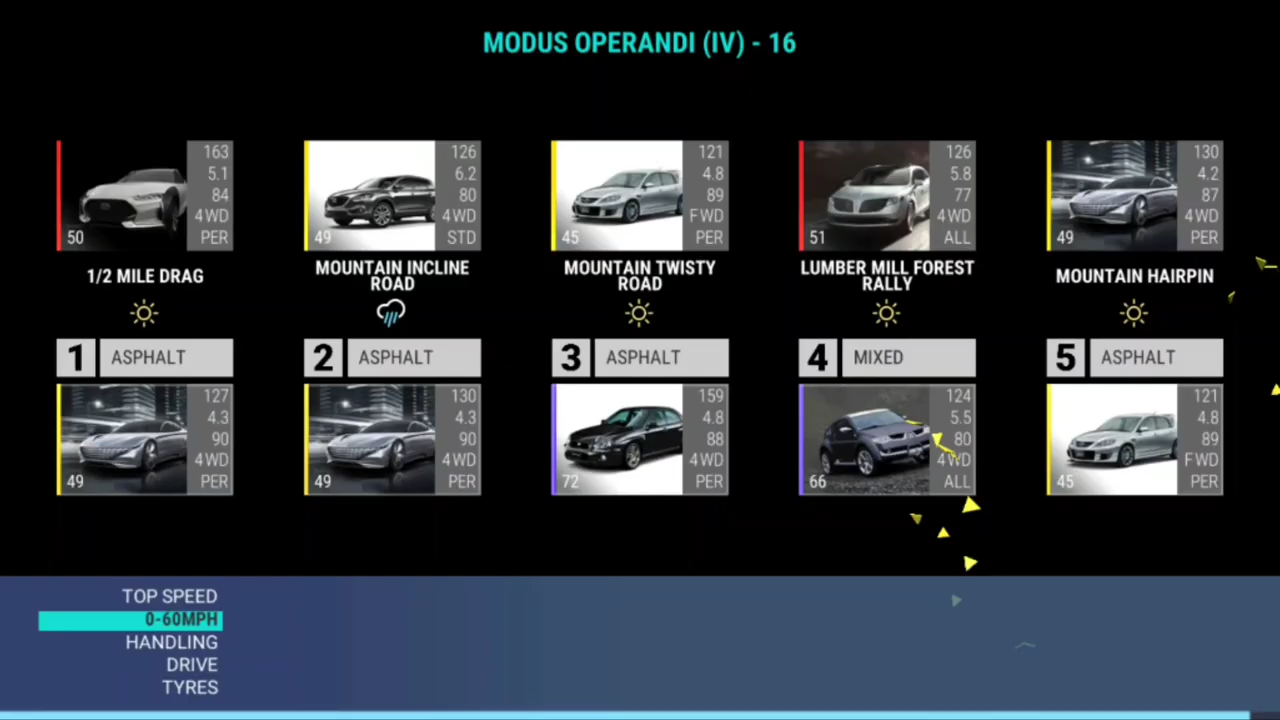 MODUS OPERANDI (IV) - 16
163
5.1
84
4WD
50 PER
1/2 MILE DRAG
126
6.2
80
4WD
49 STD
MOUNTAIN INCLINE
ROAD
121
4.8
89
FWD
45 PER
MOUNTAIN TWISTY
ROAD
126
5.8
77
4WD
51 ALL
LUMBER MILL FOREST
RALLY
130
4.2
87
4WD
49 PER
MOUNTAIN HAIRPIN
1 ASPHALT
2 ASPHALT
3 ASPHALT
4 MIXED
5 ASPHALT
127
4.3
90
4WD
49 PER
130
4.3
90
4WD
49 PER
159
4.8
88
4WD
72 PER
124
5.5
80
4WD
66 ALL
121
4.8
89
FWD
45 PER
TOP SPEED
0-60MPH
HANDLING
DRIVE
TYRES